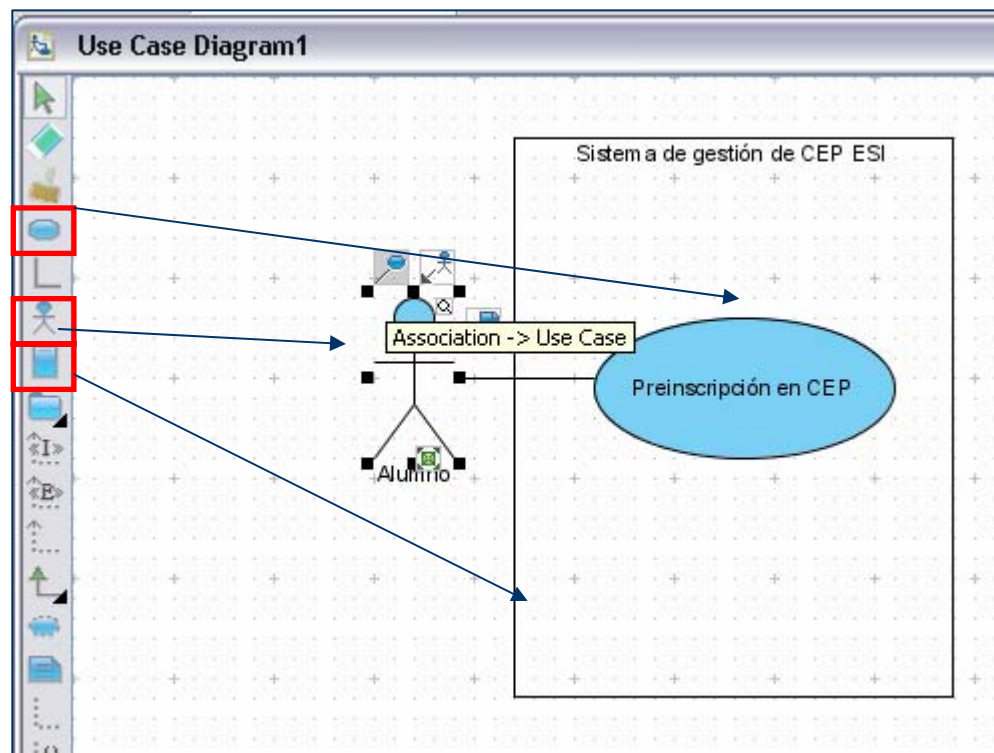 Use Case Diagram1
Sistema de gestión de CEP ESI
Association -> Use Case
Preinscripción en CEP
Alumno
«I»
«E»